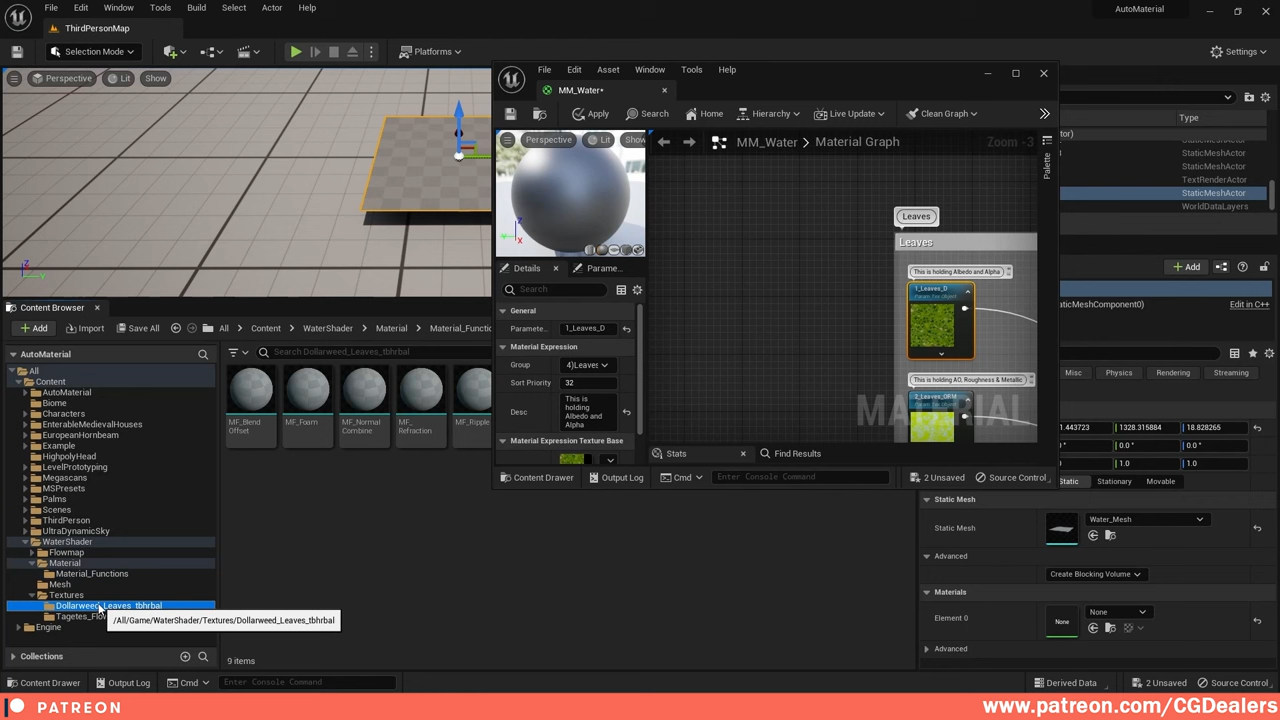 File Edit Window Tools Build Select Actor Help
AutoMaterial
ThirdPersonMap
Selection Mode
Platforms
Settings
Perspective Lit Show
File Edit Asset Window Tools Help
MM_Water*
Apply Search Home Hierarchy Live Update Clean Graph
Perspective Lit Show
MM_Water > Material Graph
Zoom -3
Palette
Leaves
Leaves
This is holding Albedo and Alpha
1_Leaves_D
Param Tex Object
This is holding AO, Roughness & Metallic
2_Leaves_ORM
Details
Parame...
Search
General
Parame... 1_Leaves_D
Material Expression
Group 4)Leaves
Sort Priority 32
Desc This is holding Albedo and Alpha
Material Expression Texture Base
MATERIAL
Stats
Find Results
Content Drawer Output Log Cmd Enter Console Command 2 Unsaved Source Control
Type
StaticMeshActor
StaticMeshActor
TextRenderActor
StaticMeshActor
WorldDataLayers
Add
Edit in C++
Misc Physics Rendering Streaming
1328.315884 18.828265
0.0 ° 0.0 °
1.0 1.0
Stationary Movable
Static Mesh
Static Mesh Water_Mesh
Advanced
Create Blocking Volume
Materials
Element 0 None None
Advanced
Content Browser
Add Import Save All All Content WaterShader Material
AutoMaterial
Search Dollarweed_Leaves_tbhrbal
All
Content
AutoMaterial
Biome
Characters
EnterableMedievalHouses
EuropeanHornbeam
Example
HighpolyHead
LevelPrototyping
Megascans
MSPresets
Palms
Scenes
ThirdPerson
UltraDynamicSky
WaterShader
Flowmap
Material
Material_Functions
Mesh
Textures
Dollarweed_Leaves_tbhrbal
Engine
/All/Game/WaterShader/Textures/Dollarweed_Leaves_tbhrbal
MF_Blend Offset
MF_Foam
MF_Normal Combine
MF_ Refraction
MF_Ripple
Collections
9 items
Content Drawer Output Log Cmd Enter Console Command Derived Data 2 Unsaved Source Control
PATREON
www.patreon.com/CGDealers